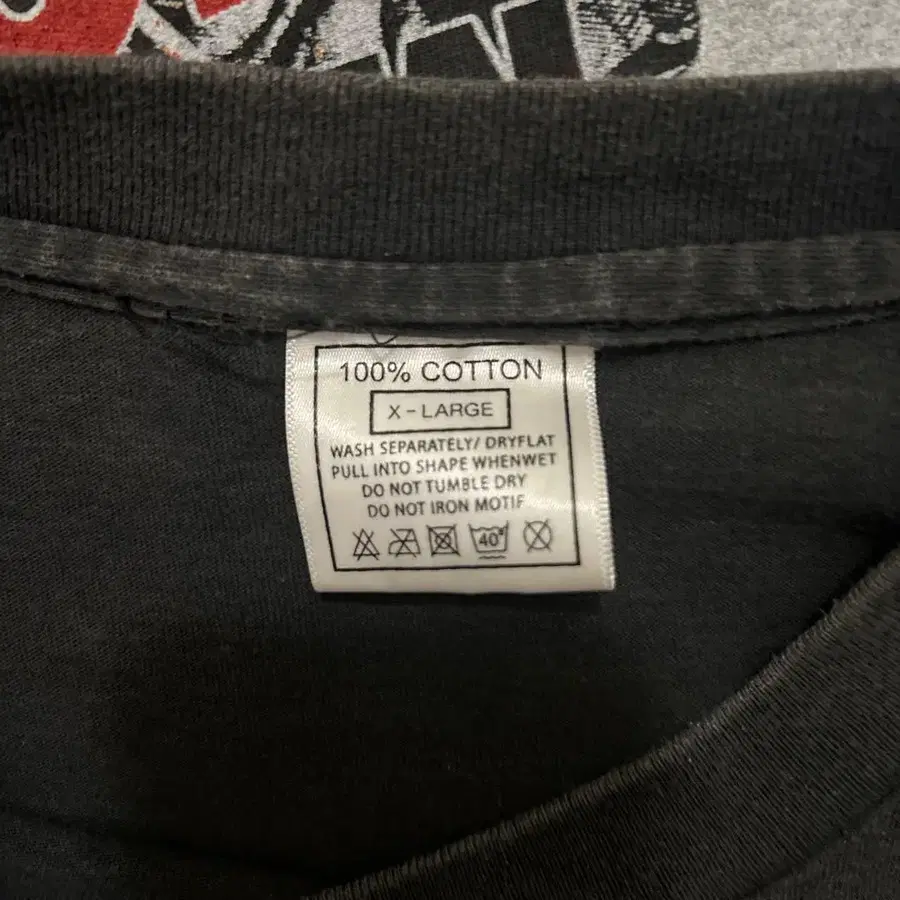 100% COTTON
X-LARGE
WASH SEPARATELY/ DRYFLAT
PULL INTO SHAPE WHENWET
DO NOT TUMBLE DRY
DO NOT IRON MOTIF
40°